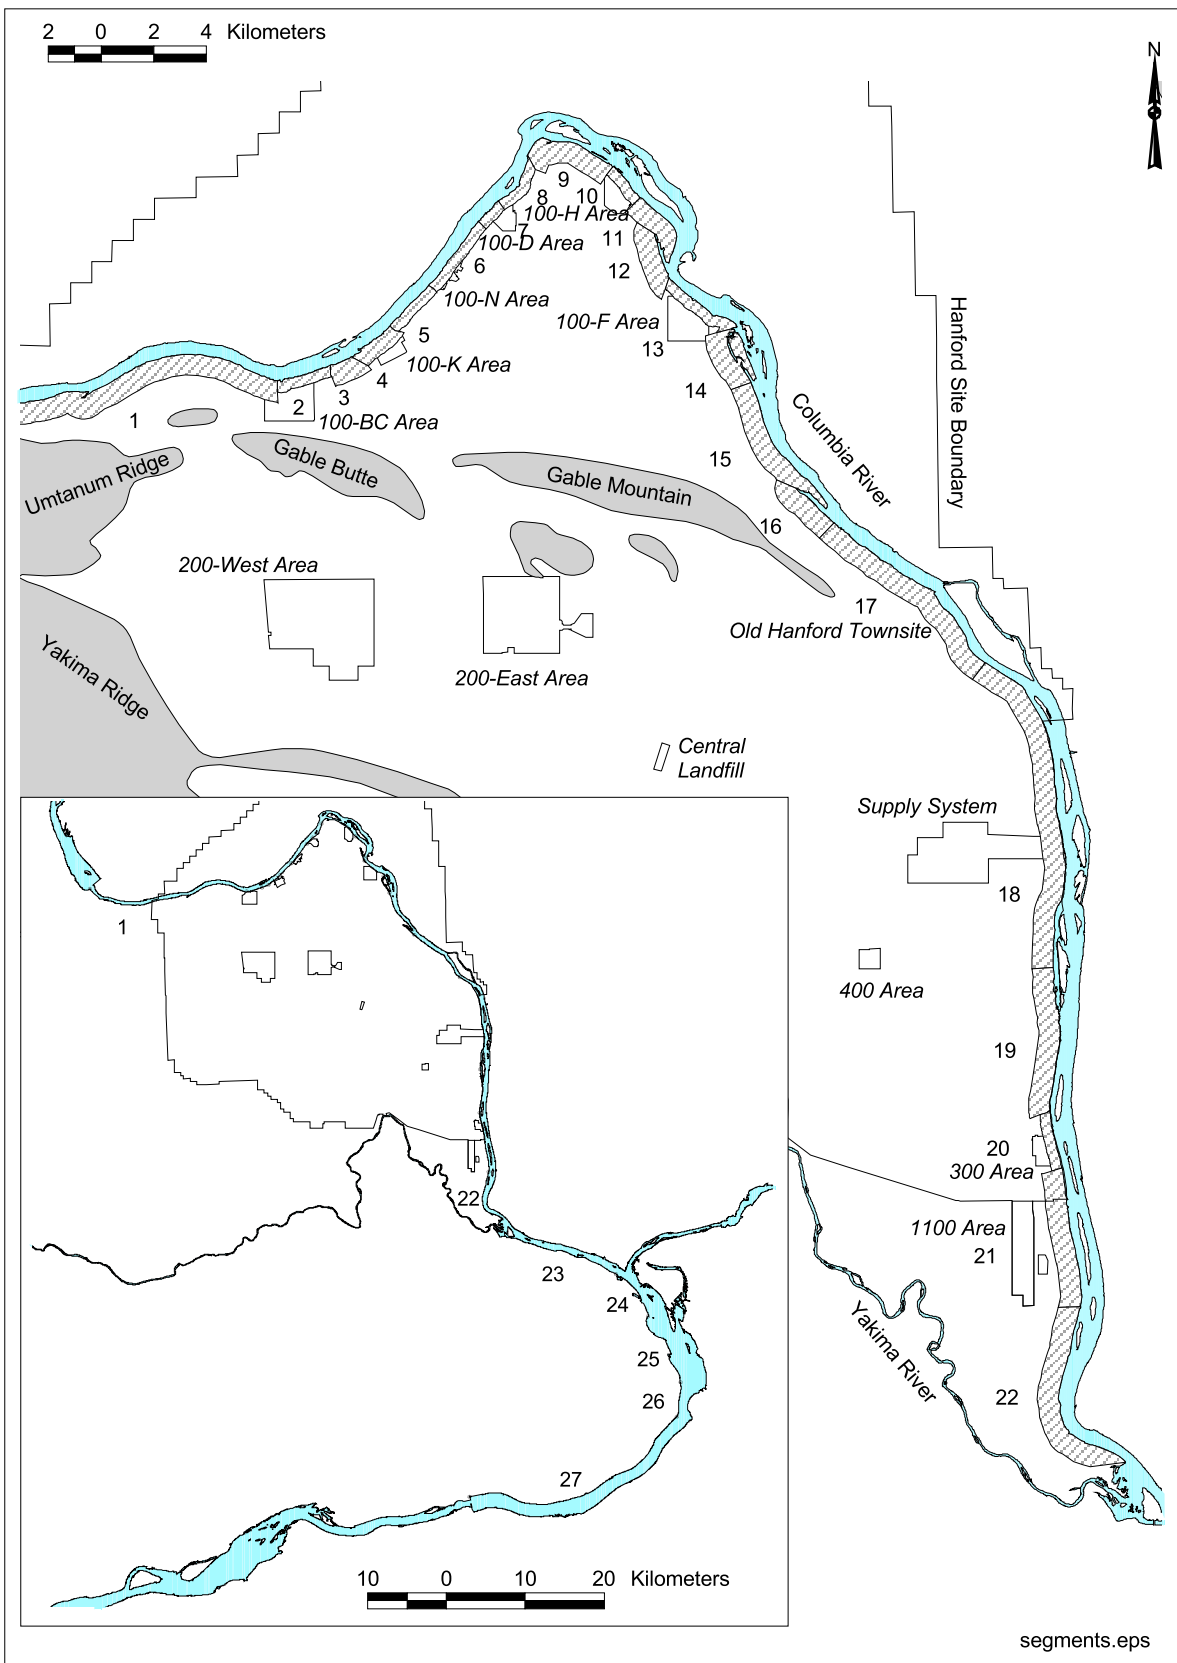 2 0 2 4 Kilometers
N
9
8
10
100-H Area
7
11
100-D Area
6
12
100-N Area
Hanford Site Boundary
100-F Area
5
13
100-K Area
4
3
14
2
1
100-BC Area
Columbia River
Gable Butte
15
Umtanum Ridge
Gable Mountain
16
200-West Area
17
Old Hanford Townsite
Yakima Ridge
200-East Area
Central
Landfill
Supply System
18
400 Area
19
20
300 Area
1100 Area
21
Yakima River
22
1
22
23
24
25
26
27
10 0 10 20 Kilometers
segments.eps